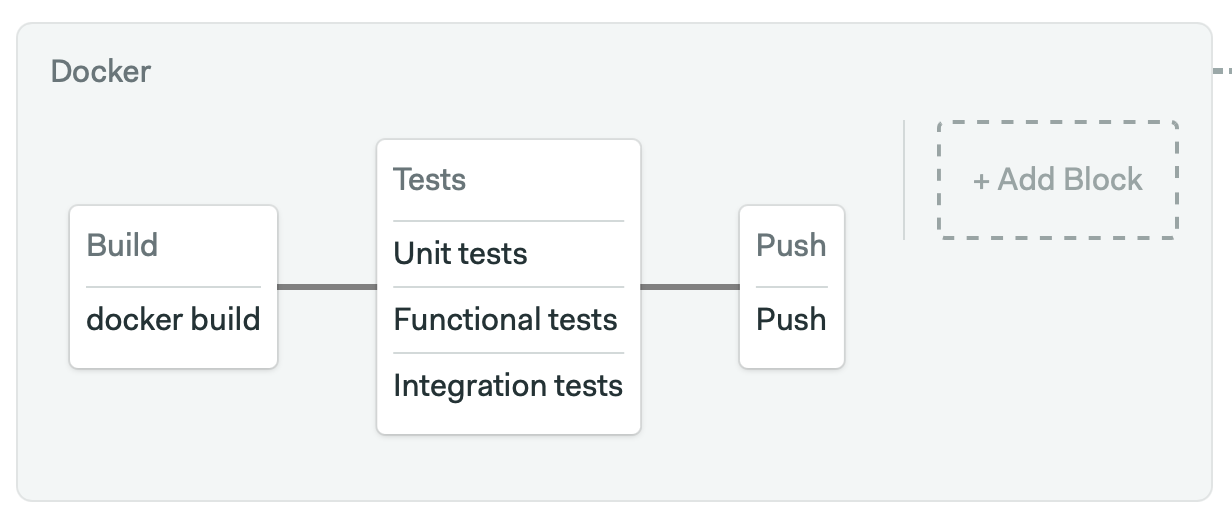 Docker
Build
docker build
Tests
Unit tests
Functional tests
Integration tests
Push
Push
+ Add Block